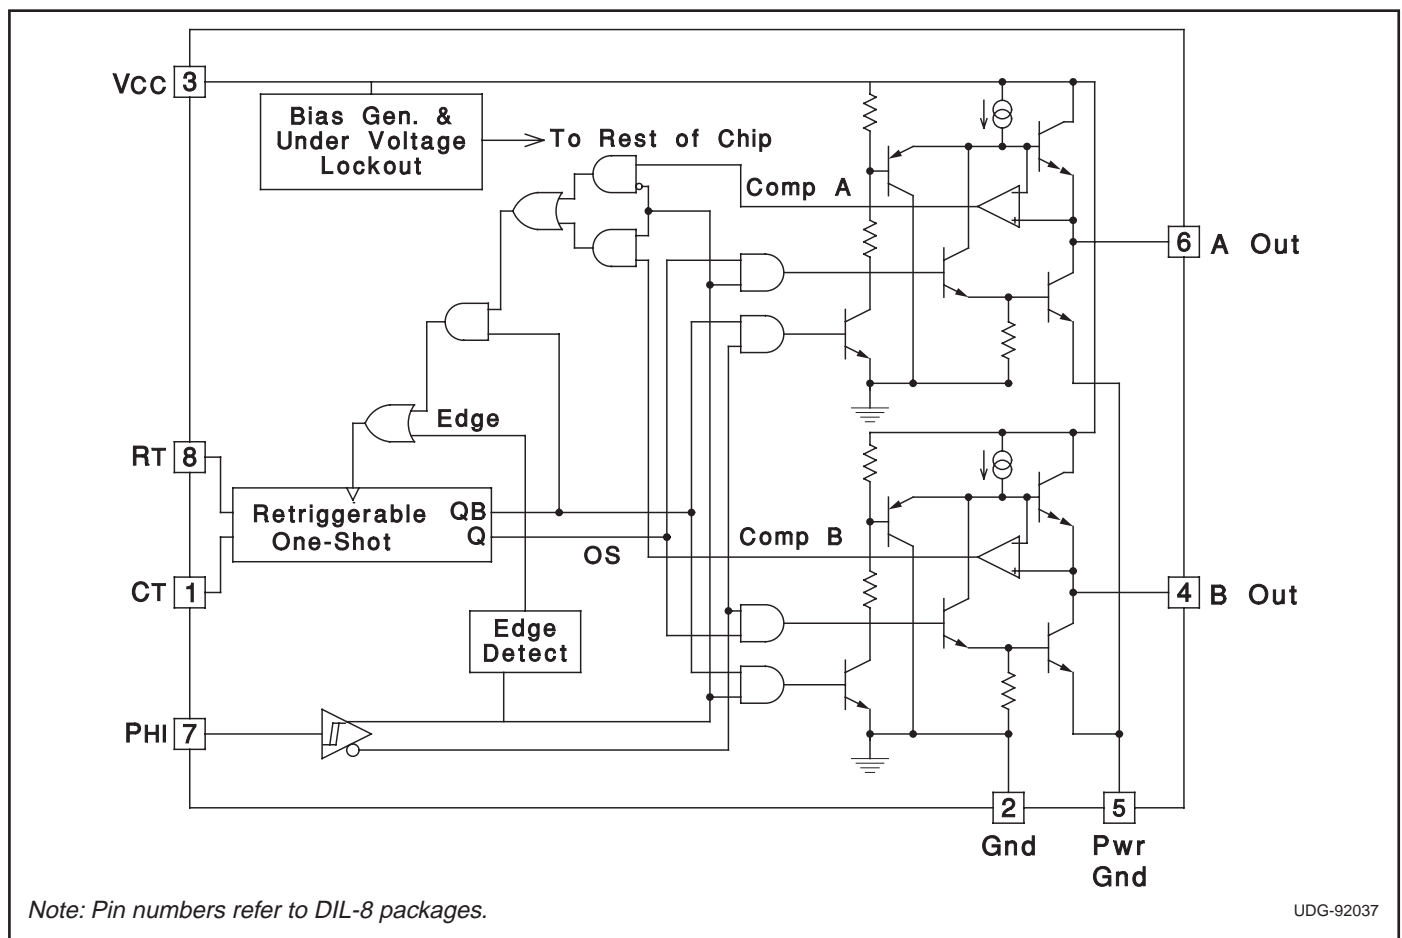 VCC
3
Bias Gen. &
Under Voltage
Lockout
To Rest of Chip
Comp A
+
6
A Out
Edge
RT
8
Retriggerable
One-Shot
QB
Q
OS
Comp B
+
CT
1
4
B Out
Edge
Detect
PHI
7
2
5
Gnd
Pwr
Gnd
Note: Pin numbers refer to DIL-8 packages.
UDG-92037